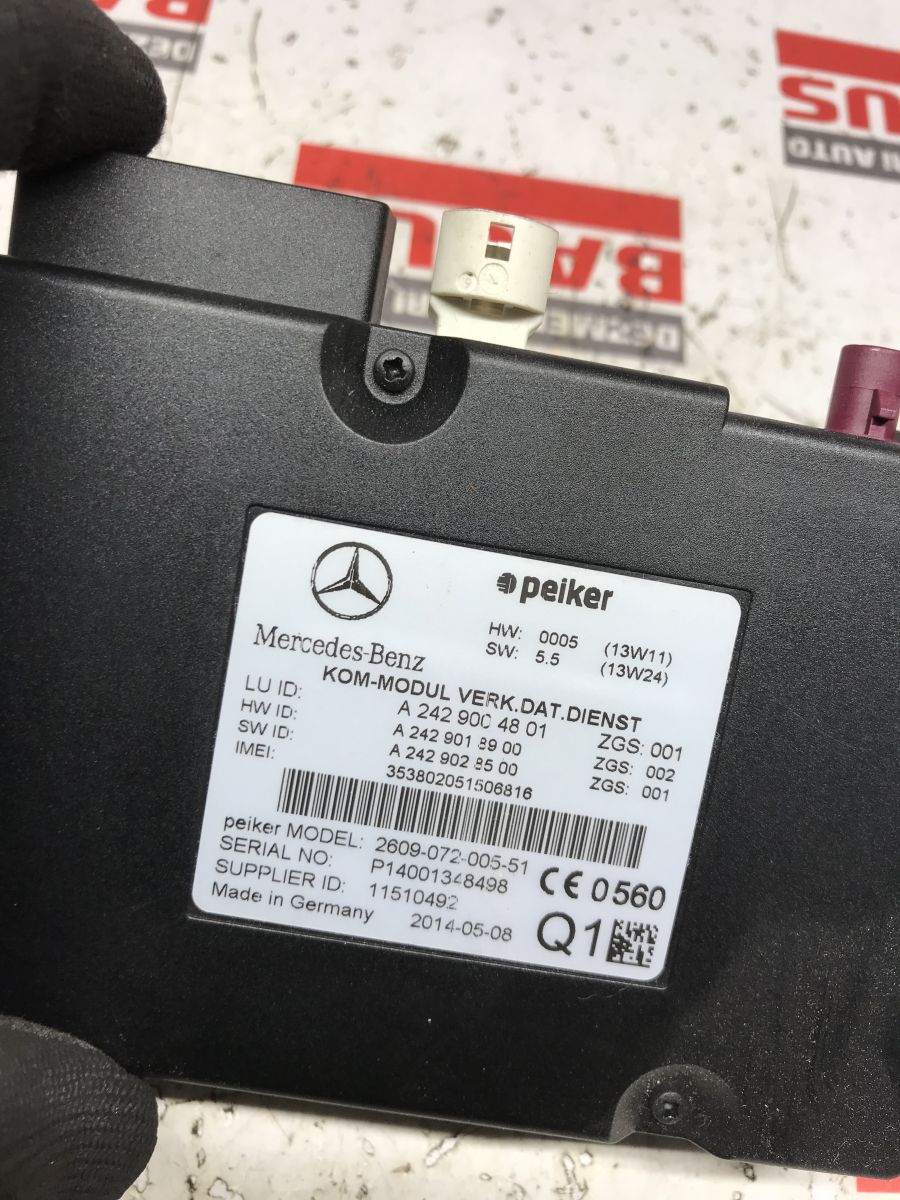 peiker
Mercedes-Benz
HW: 0005 (13W11)
SW: 5.5 (13W24)
KOM-MODUL VERK.DAT.DIENST
LU ID: A 242 900 48 01 ZGS: 001
HW ID: A 242 901 89 00 ZGS: 002
SW ID: A 242 902 85 00 ZGS: 001
IMEI: 353802051506816
peiker MODEL: 2609-072-005-51
SERIAL NO: P14001348498
SUPPLIER ID: 11510492
CE 0560
Made in Germany 2014-05-08
Q1